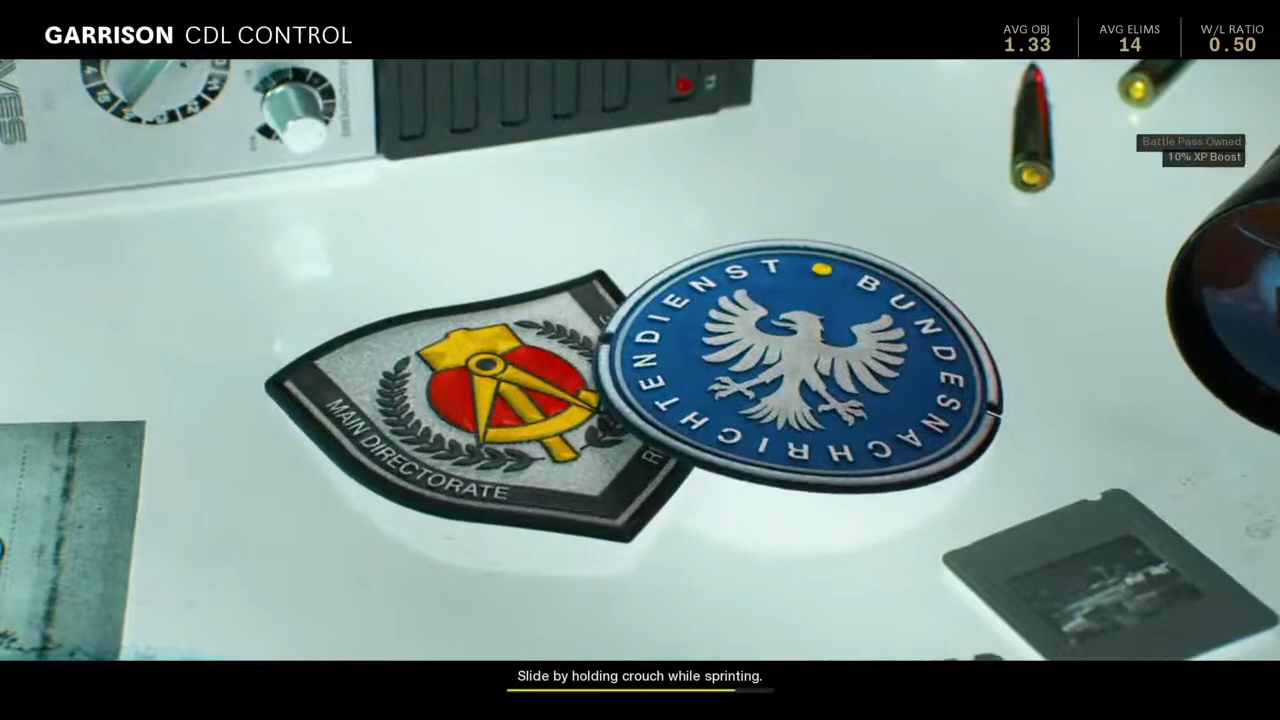 GARRISON CDL CONTROL
AVG OBJ
1.33
AVG ELIMS
14
W/L RATIO
0.50
Battle Pass Owned
10% XP Boost
BUNDESNACHRICHTENDIENST
MAIN DIRECTORATE
Slide by holding crouch while sprinting.